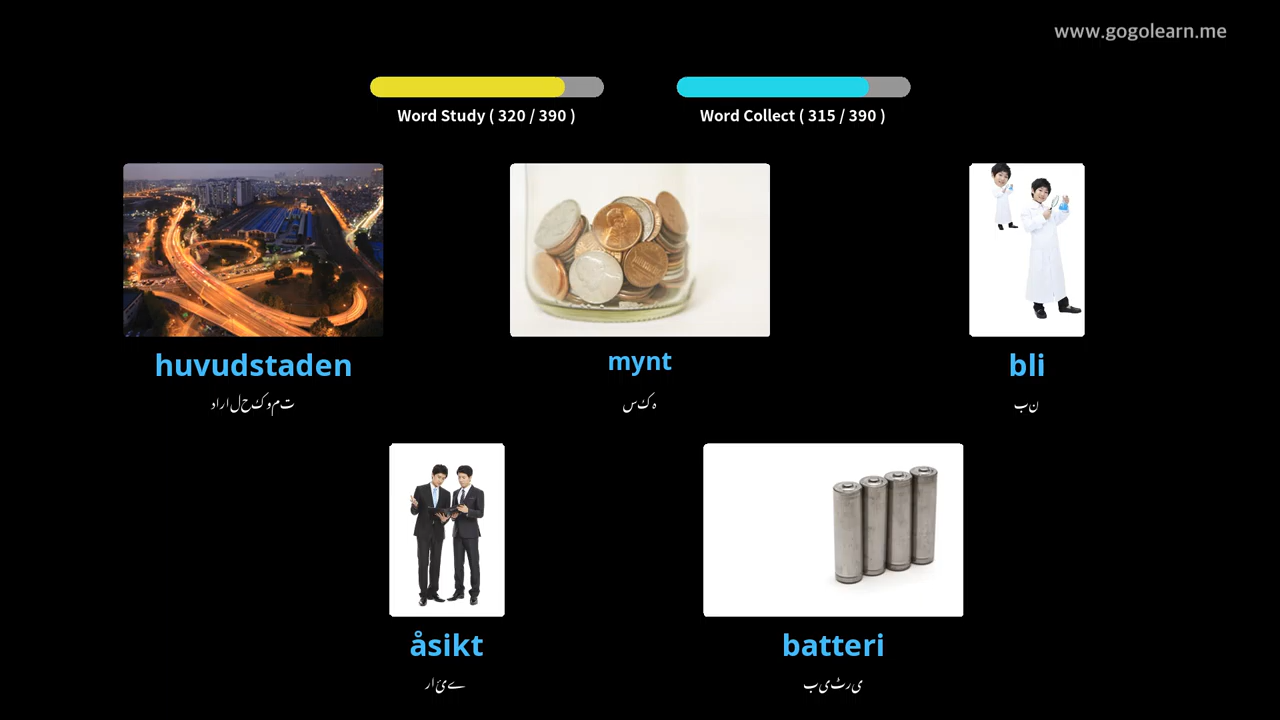 www.gogolearn.me
Word Study ( 320 / 390 )
Word Collect ( 315 / 390 )
huvudstaden
دارالحکومت
mynt
سکہ
bli
بن
åsikt
رائے
batteri
بیٹری